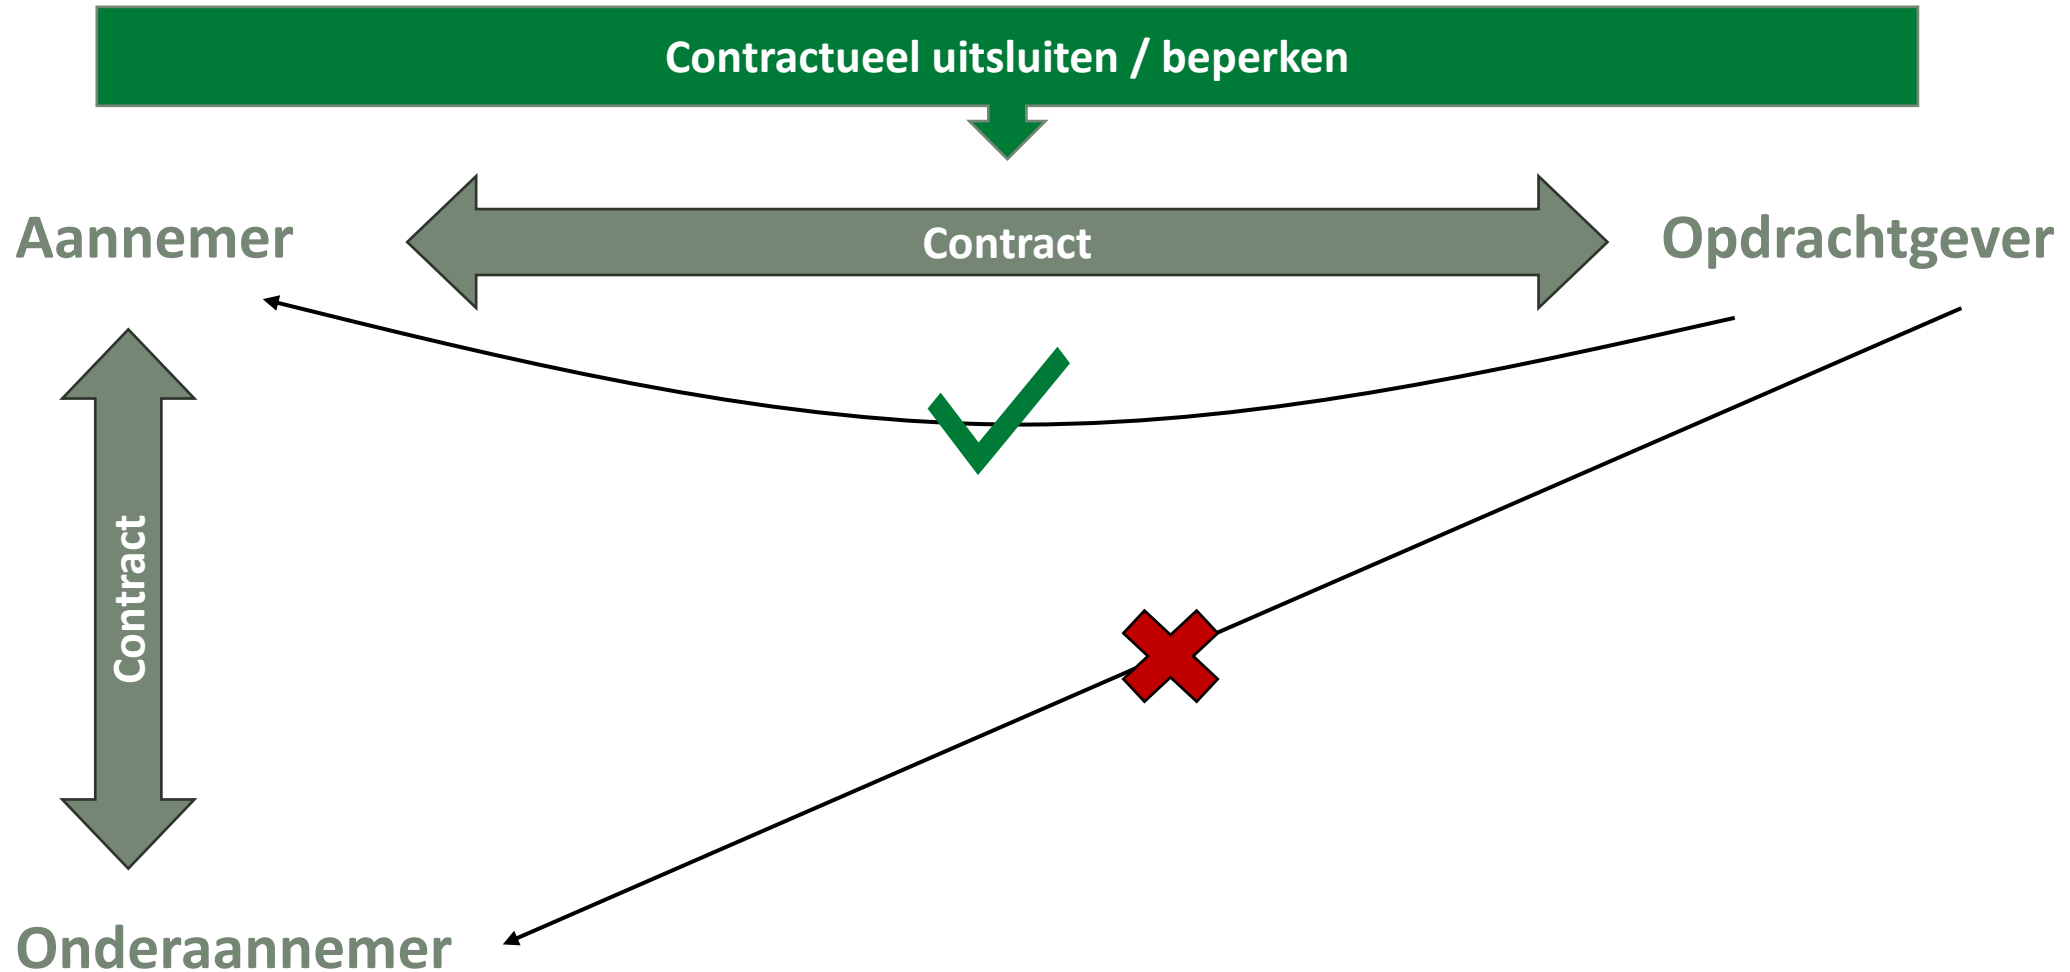 Contractueel uitsluiten / beperken
Aannemer
Contract
Opdrachtgever
Contract
Onderaannemer